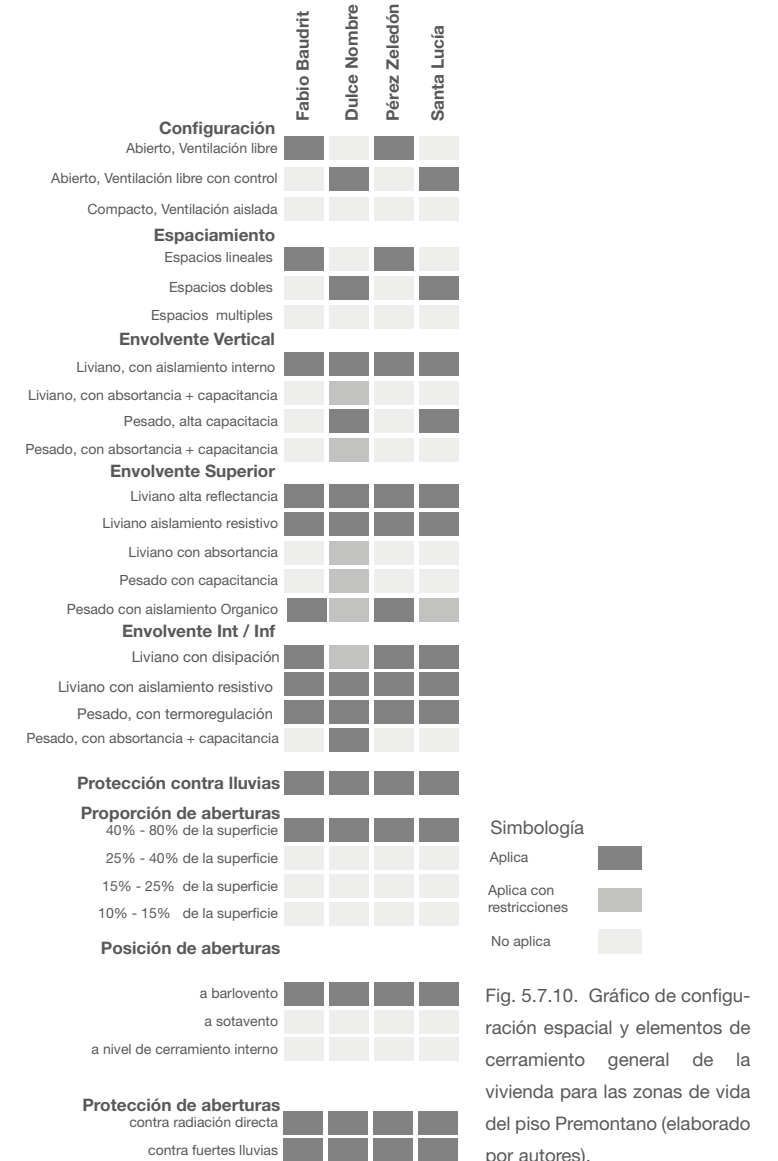 Fabio Baudrit
Dulce Nombre
Pérez Zeledón
Santa Lucía
Configuración
Abierto, Ventilación libre
Abierto, Ventilación libre con control
Compacto, Ventilación aislada
Espaciamiento
Espacios lineales
Espacios dobles
Espacios multiples
Envolvente Vertical
Liviano, con aislamiento interno
Liviano, con absortancia + capacitancia
Pesado, alta capacitacia
Pesado, con absortancia + capacitancia
Envolvente Superior
Liviano alta reflectancia
Liviano aislamiento resistivo
Liviano con absortancia
Pesado con capacitancia
Pesado con aislamiento Organico
Envolvente Int / Inf
Liviano con disipación
Liviano con aislamiento resistivo
Pesado, con termoregulación
Pesado, con absortancia + capacitancia
Protección contra lluvias
Proporción de aberturas
40% - 80% de la superficie
25% - 40% de la superficie
15% - 25% de la superficie
10% - 15% de la superficie
Posición de aberturas
a barlovento
a sotavento
a nivel de cerramiento interno
Protección de aberturas
contra radiación directa
contra fuertes lluvias
Simbología
Aplica
Aplica con
restricciones
No aplica
Fig. 5.7.10. Gráfico de configu-
ración espacial y elementos de
cerramiento general de la
vivienda para las zonas de vida
del piso Premontano (elaborado
por autores).